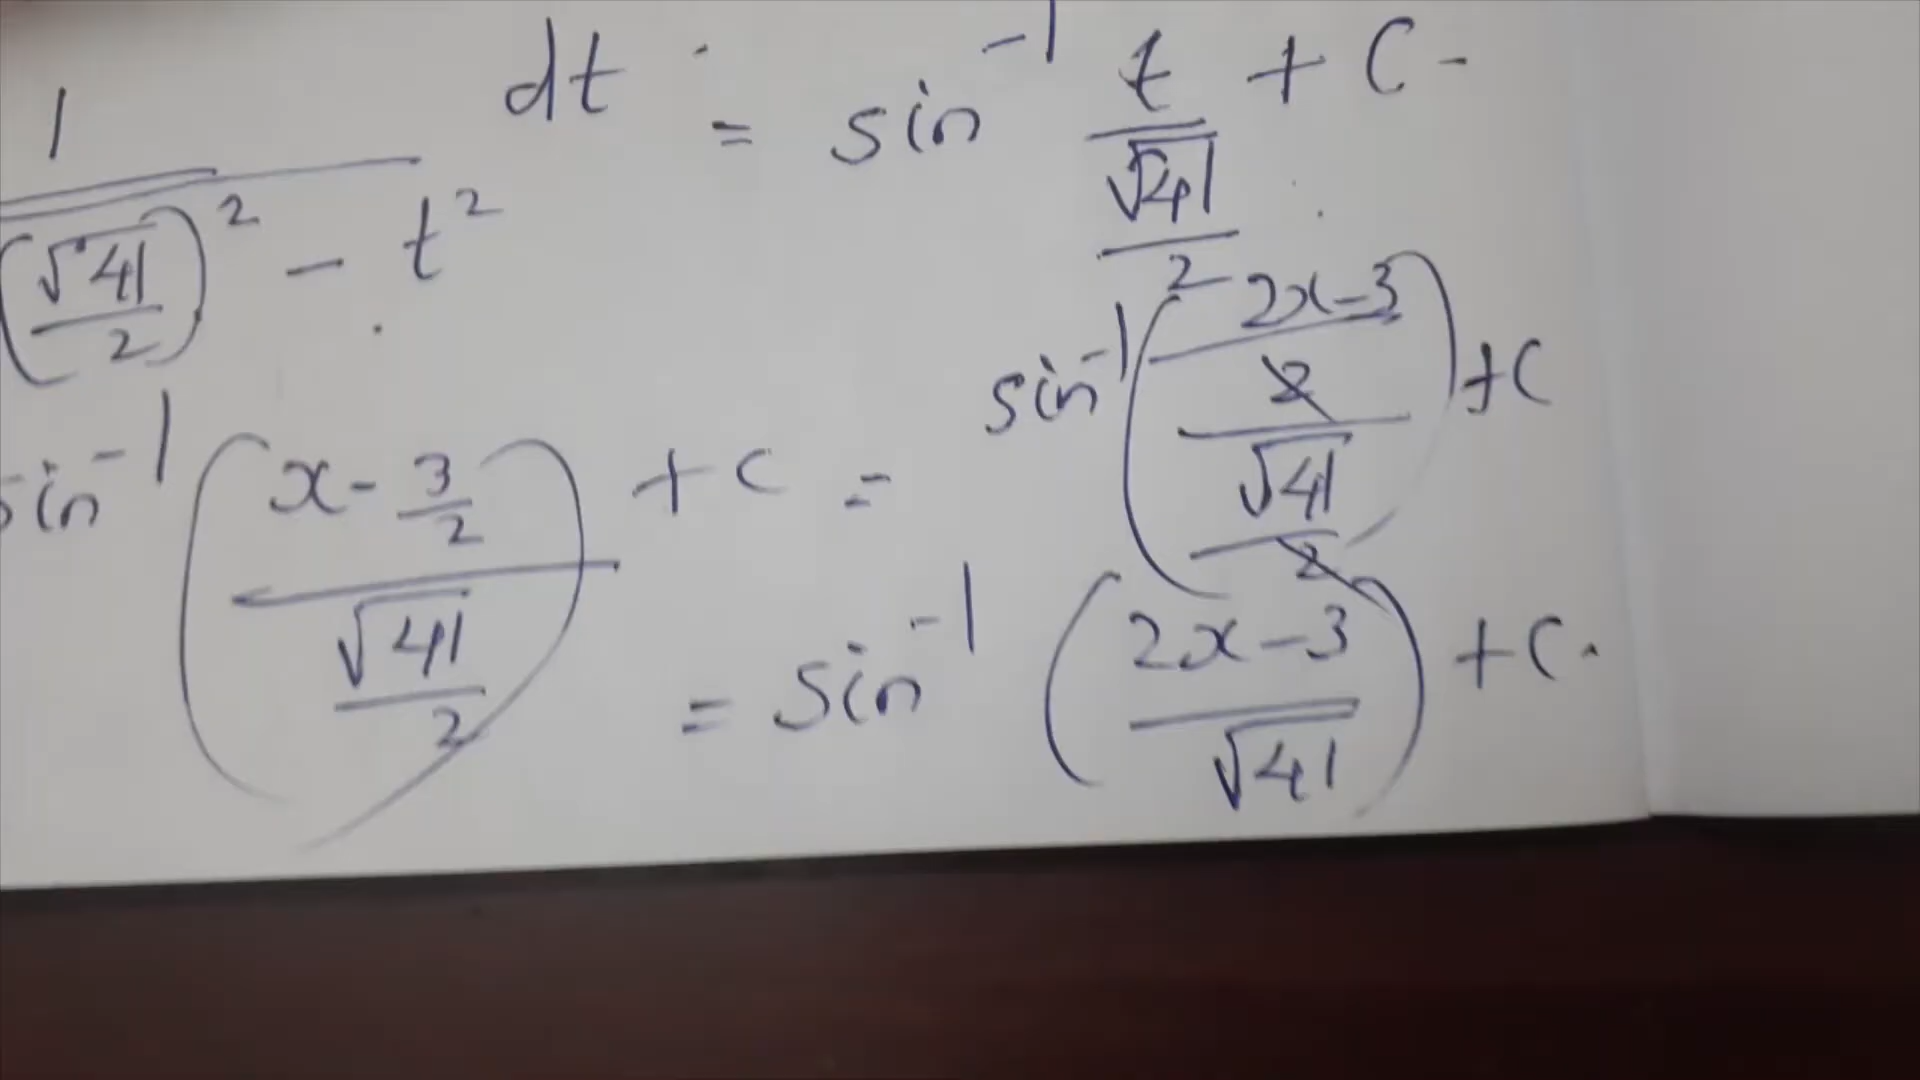 1/√((√41/2)² - t²) dt = sin⁻¹ t/(√41/2) + C
sin⁻¹((x - 3/2)/(√41/2)) + C = sin⁻¹(((2x-3)/2)/(√41/2)) + C
= sin⁻¹((2x-3)/√41) + C.